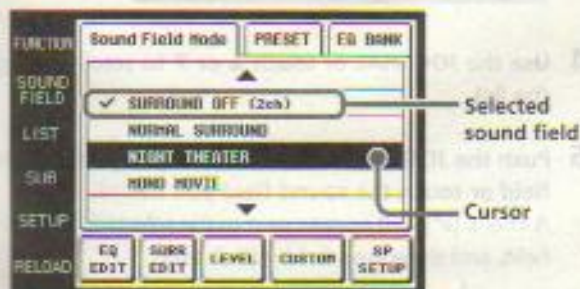 FUNCTION
SOUND FIELD
LIST
SUB
SETUP
RELOAD
Sound Field Mode
PRESET
EQ BANK
✓ SURROUND OFF (2ch)
NORMAL SURROUND
NIGHT THEATER
MONO MOVIE
EQ EDIT
SURR EDIT
LEVEL
CUSTOM
SP SETUP
Selected
sound field
Cursor